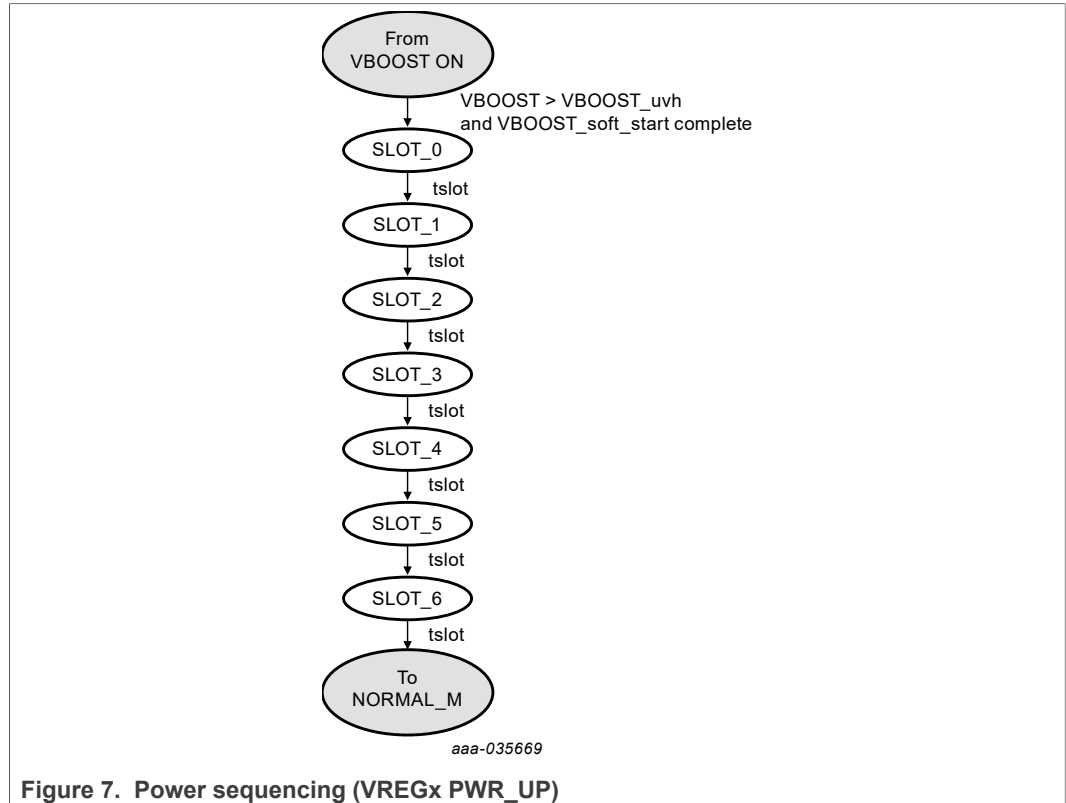 From
VBOOST ON
VBOOST > VBOOST_uvh
and VBOOST_soft_start complete
SLOT_0
tslot
SLOT_1
tslot
SLOT_2
tslot
SLOT_3
tslot
SLOT_4
tslot
SLOT_5
tslot
SLOT_6
tslot
To
NORMAL_M
aaa-035669
Figure 7. Power sequencing (VREGx PWR_UP)